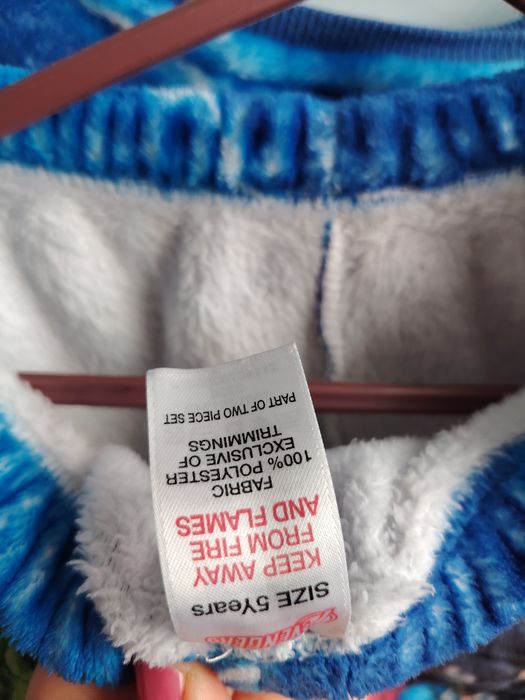 AVENGERS
SIZE 5Years
KEEP AWAY
FROM FIRE
AND FLAMES
FABRIC
100% POLYESTER
EXCLUSIVE OF
TRIMMINGS
PART OF TWO PIECE SET